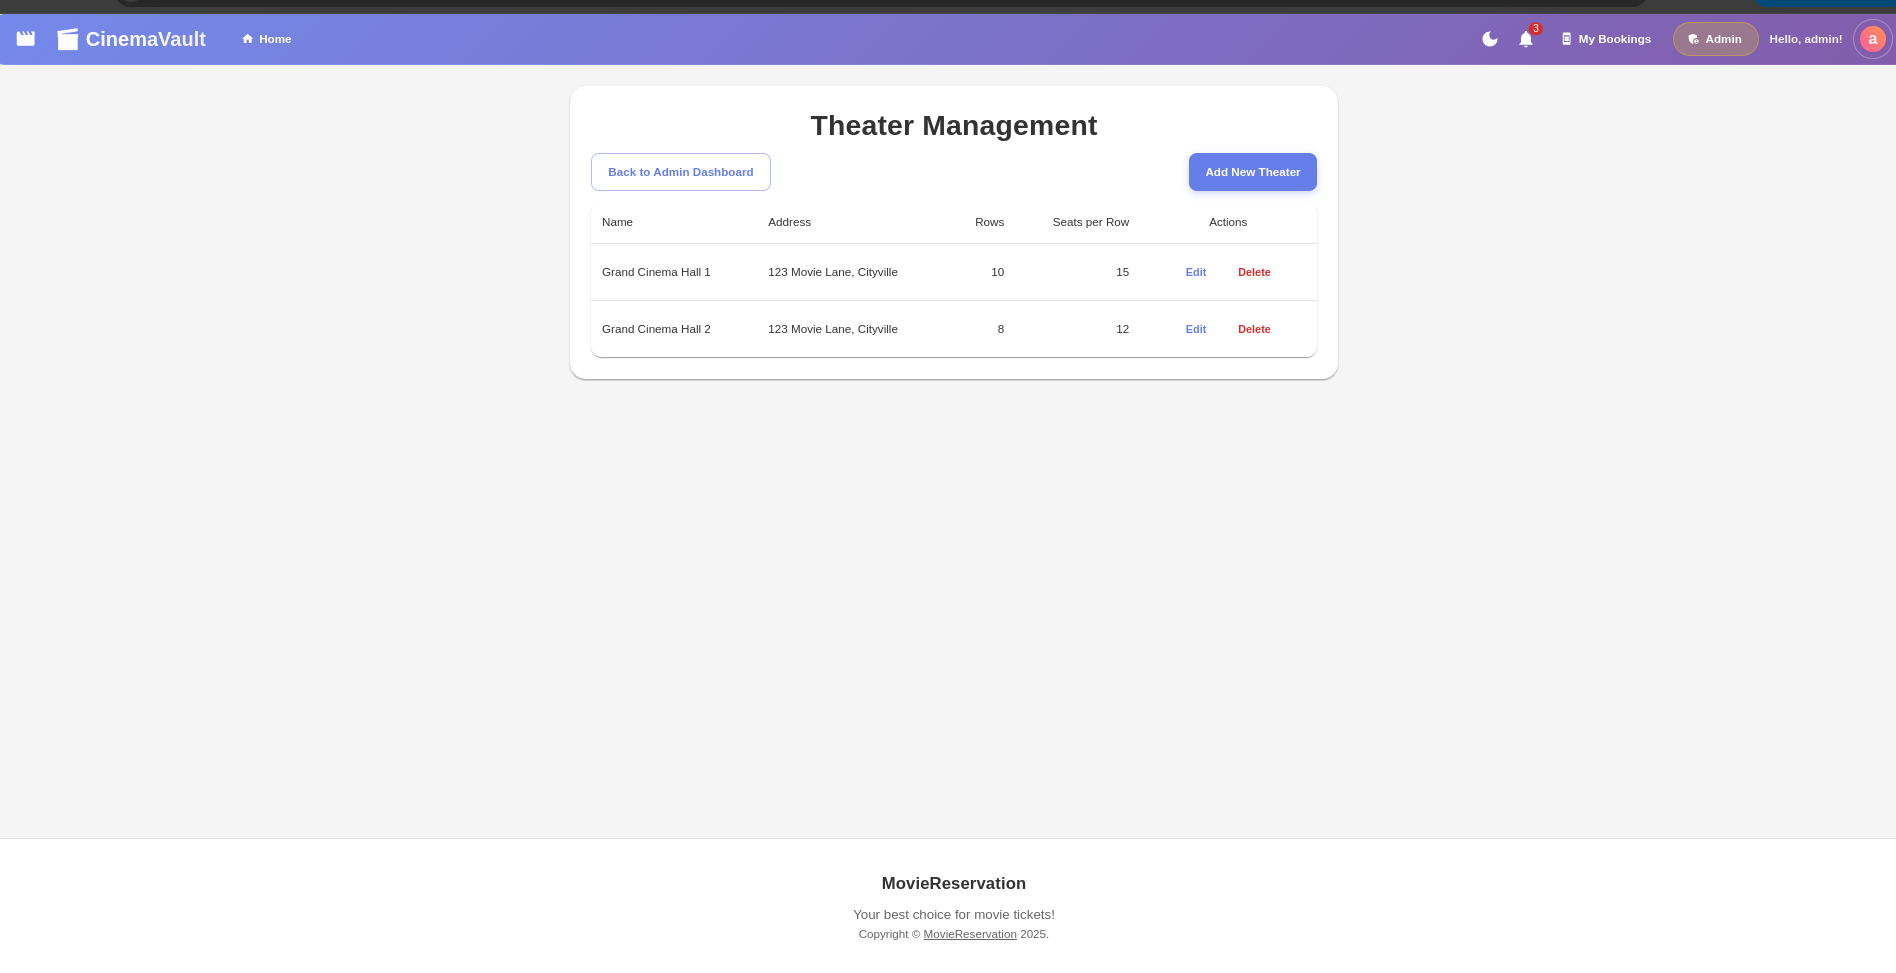 CinemaVault Home 3 My Bookings Admin Hello, admin! a
Theater Management
Back to Admin Dashboard Add New Theater
Name Address Rows Seats per Row Actions
Grand Cinema Hall 1 123 Movie Lane, Cityville 10 15 Edit Delete
Grand Cinema Hall 2 123 Movie Lane, Cityville 8 12 Edit Delete
MovieReservation
Your best choice for movie tickets!
Copyright © MovieReservation 2025.